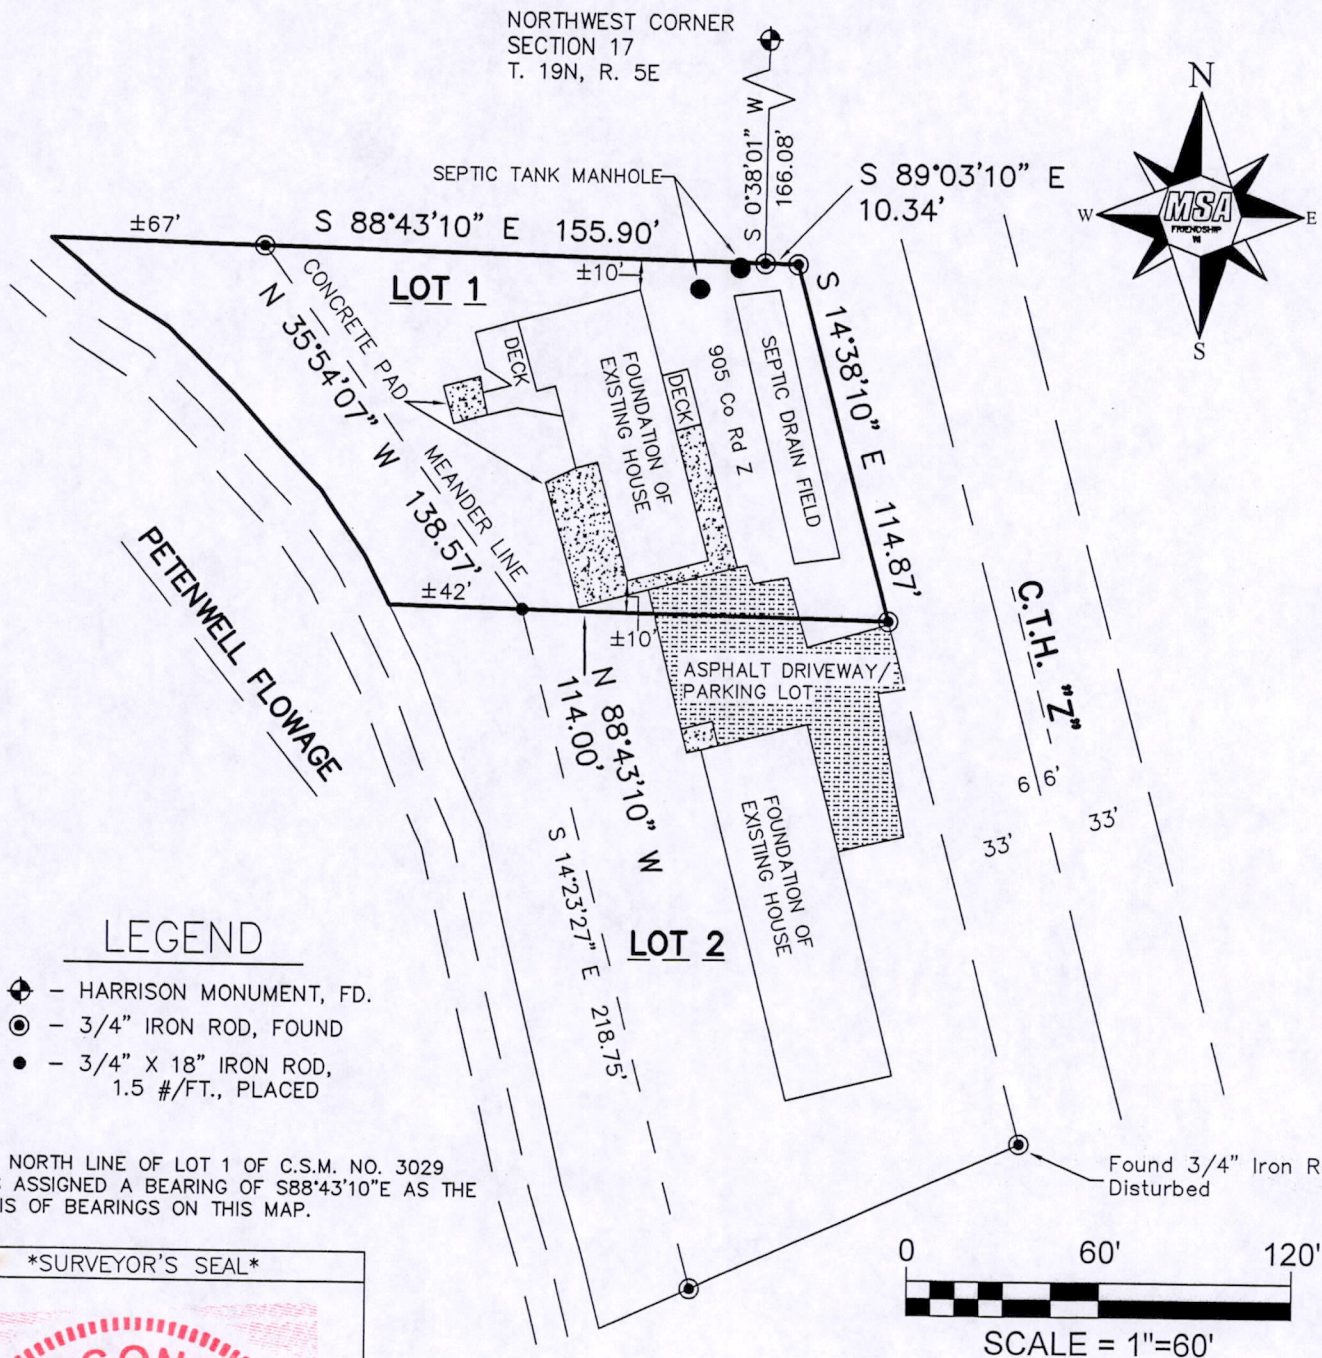 NORTHWEST CORNER
SECTION 17
T. 19N, R. 5E
N
W
E
S
MSA
FRIENDSHIP
WI
S 0°38'01" W
166.08'
SEPTIC TANK MANHOLE
S 89°03'10" E
10.34'
±67'
S 88°43'10" E 155.90'
±10'
LOT 1
CONCRETE PAD
N 35°54'07" W 138.57'
MEANDER LINE
DECK
FOUNDATION OF
EXISTING HOUSE
DECK
905 Co Rd Z
SEPTIC DRAIN FIELD
S 14°38'10" E 114.87'
±42'
±10'
PETENWELL FLOWAGE
C.T.H. "Z"
ASPHALT DRIVEWAY/
PARKING LOT
N 88°43'10" W
114.00'
66'
33'
33'
S 14°23'27" E 218.75'
FOUNDATION OF
EXISTING HOUSE
LOT 2
LEGEND
– HARRISON MONUMENT, FD.
– 3/4" IRON ROD, FOUND
– 3/4" X 18" IRON ROD,
1.5 #/FT., PLACED
NORTH LINE OF LOT 1 OF C.S.M. NO. 3029
ASSIGNED A BEARING OF S88°43'10"E AS THE
OF BEARINGS ON THIS MAP.
Found 3/4" Iron R
Disturbed
*SURVEYOR'S SEAL*
0 60' 120'
SCALE = 1"=60'